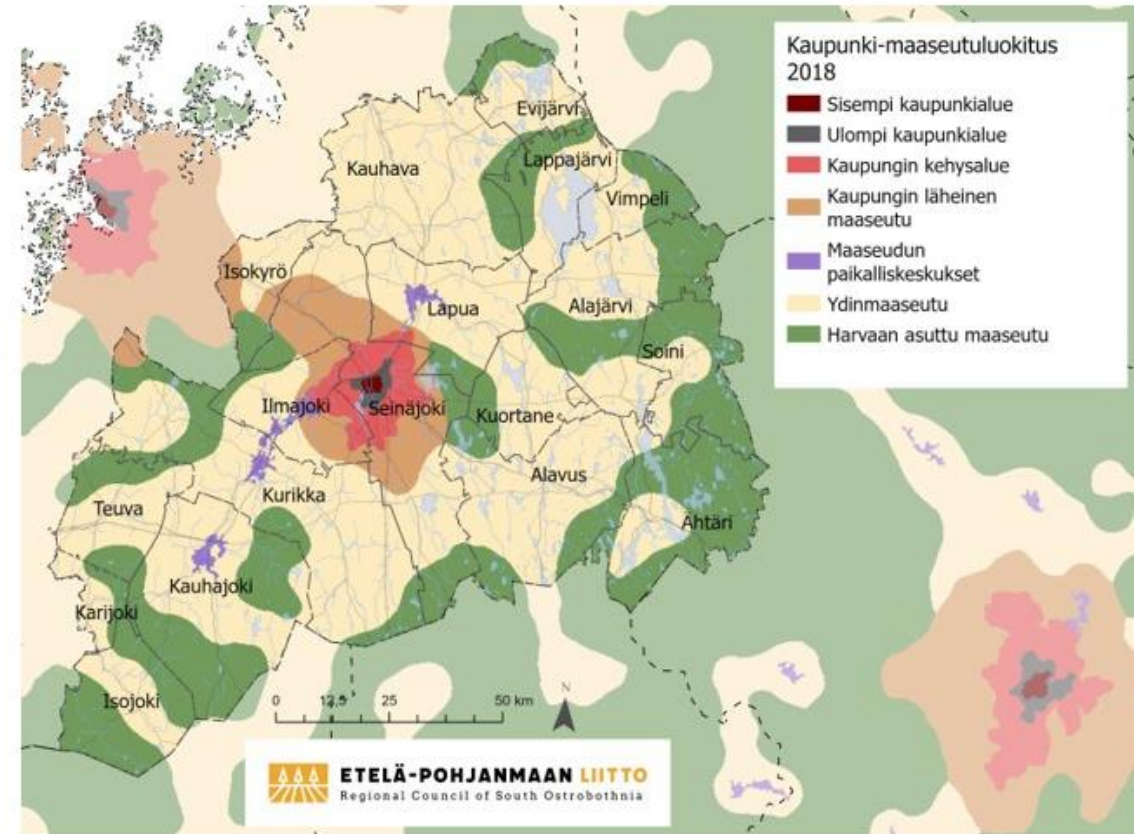 Kaupunki-maaseutuluokitus
2018
Sisempi kaupunkialue
Ulompi kaupunkialue
Kaupungin kehysalue
Kaupungin läheinen
maaseutu
Maaseudun
paikalliskeskukset
Ydinmaaseutu
Harvaan asuttu maaseutu
Evijärvi
Kauhava
Lappajärvi
Vimpeli
Isokyrö
Lapua
Alajärvi
Soini
Ilmajoki
Seinäjoki
Kuortane
Alavus
Kurikka
Teuva
Ähtäri
Kauhajoki
Karijoki
Isojoki
0 12,5 25 50 km
N
ETELÄ-POHJANMAAN LIITTO
Regional Council of South Ostrobothnia